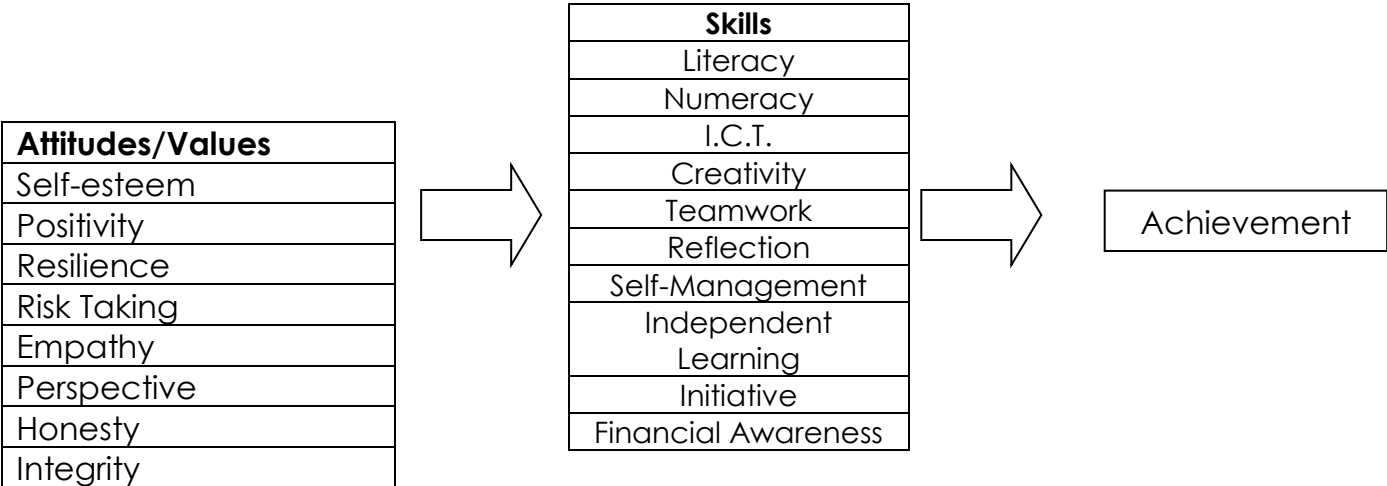 Attitudes/Values
Self-esteem
Positivity
Resilience
Risk Taking
Empathy
Perspective
Honesty
Integrity
Skills
Literacy
Numeracy
I.C.T.
Creativity
Teamwork
Reflection
Self-Management
Independent
Learning
Initiative
Financial Awareness
Achievement